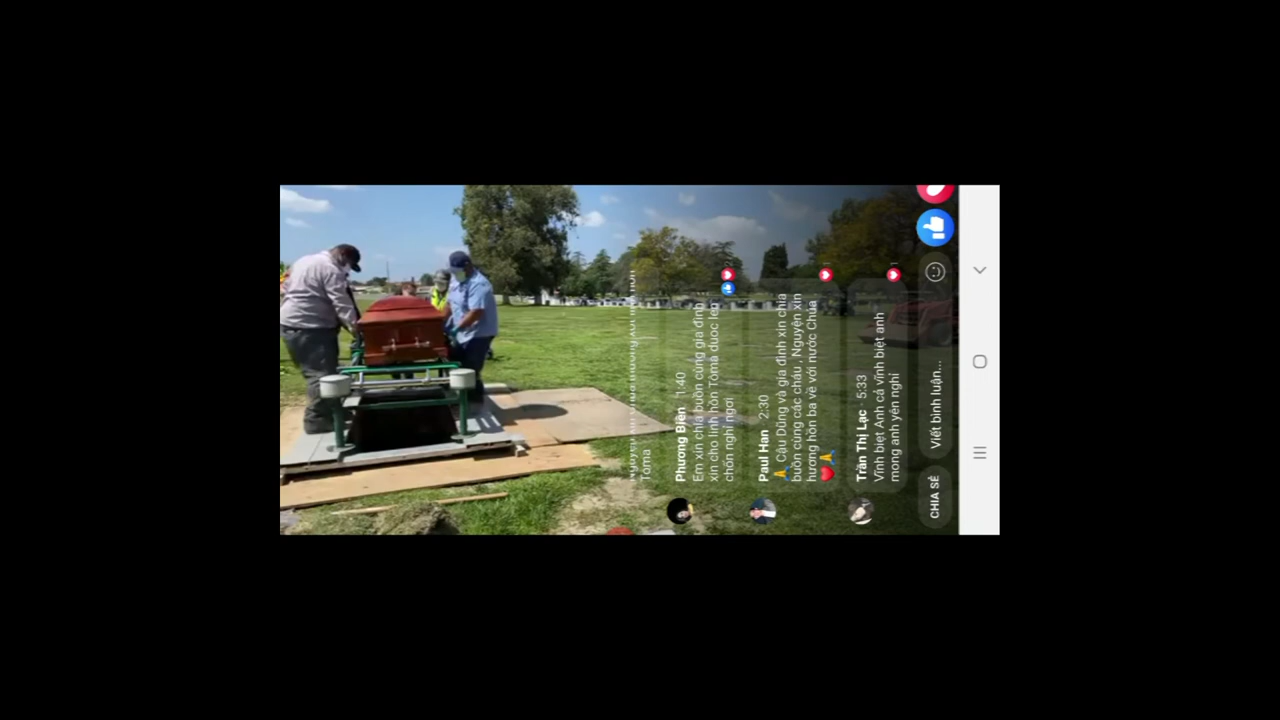 Toma
Phương Biên 1:40
Em xin chia buồn cùng gia đình
xin cho linh hồn Tôma được lên
chốn nghỉ ngơi
Paul Han 2:30
🙏 Cậu Dũng và gia đình xin chia
buồn cùng các cháu , Nguyện xin
hương hồn ba về với nước Chúa
❤️🙏
1
Trần Thị Lạc · 5:33
Vĩnh biệt Anh cả vĩnh biệt anh
mong anh yên nghỉ
1
CHIA SẺ
Viết bình luận...